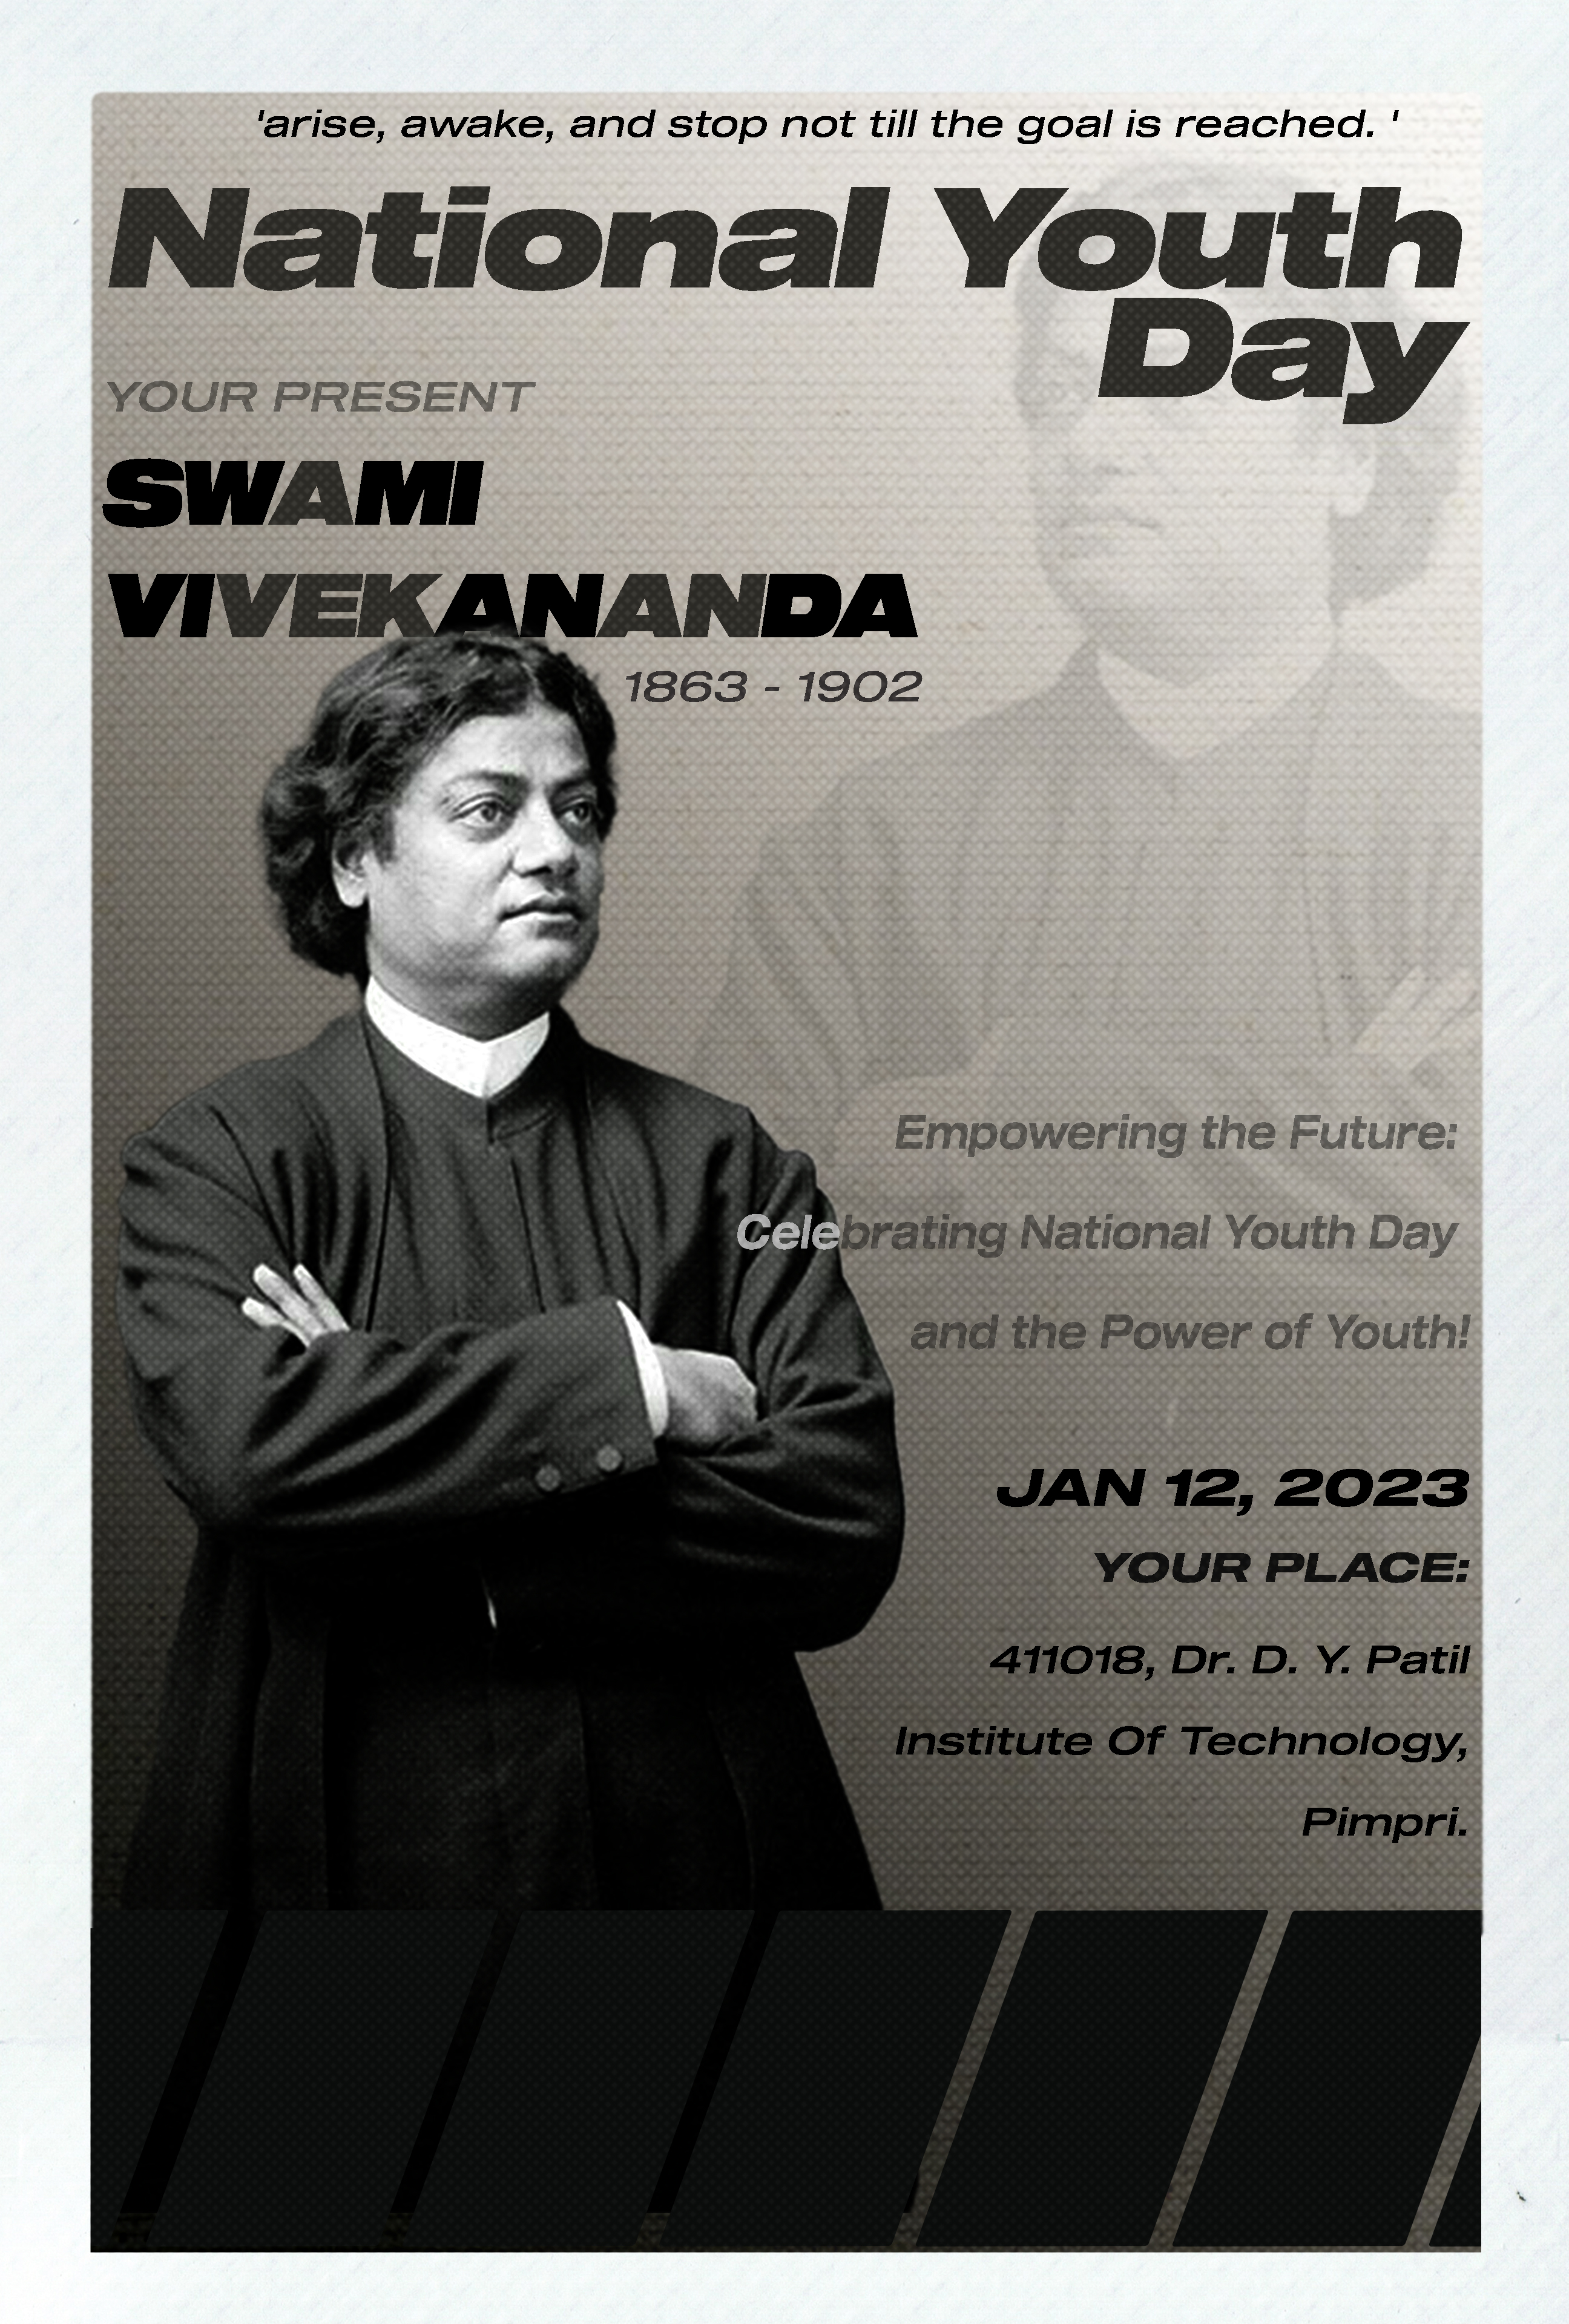 'arise, awake, and stop not till the goal is reached. '
National Youth
Day
YOUR PRESENT
SWAMI
VIVEKANANDA
1863 - 1902
Empowering the Future:
Celebrating National Youth Day
and the Power of Youth!
JAN 12, 2023
YOUR PLACE:
411018, Dr. D. Y. Patil
Institute Of Technology,
Pimpri.